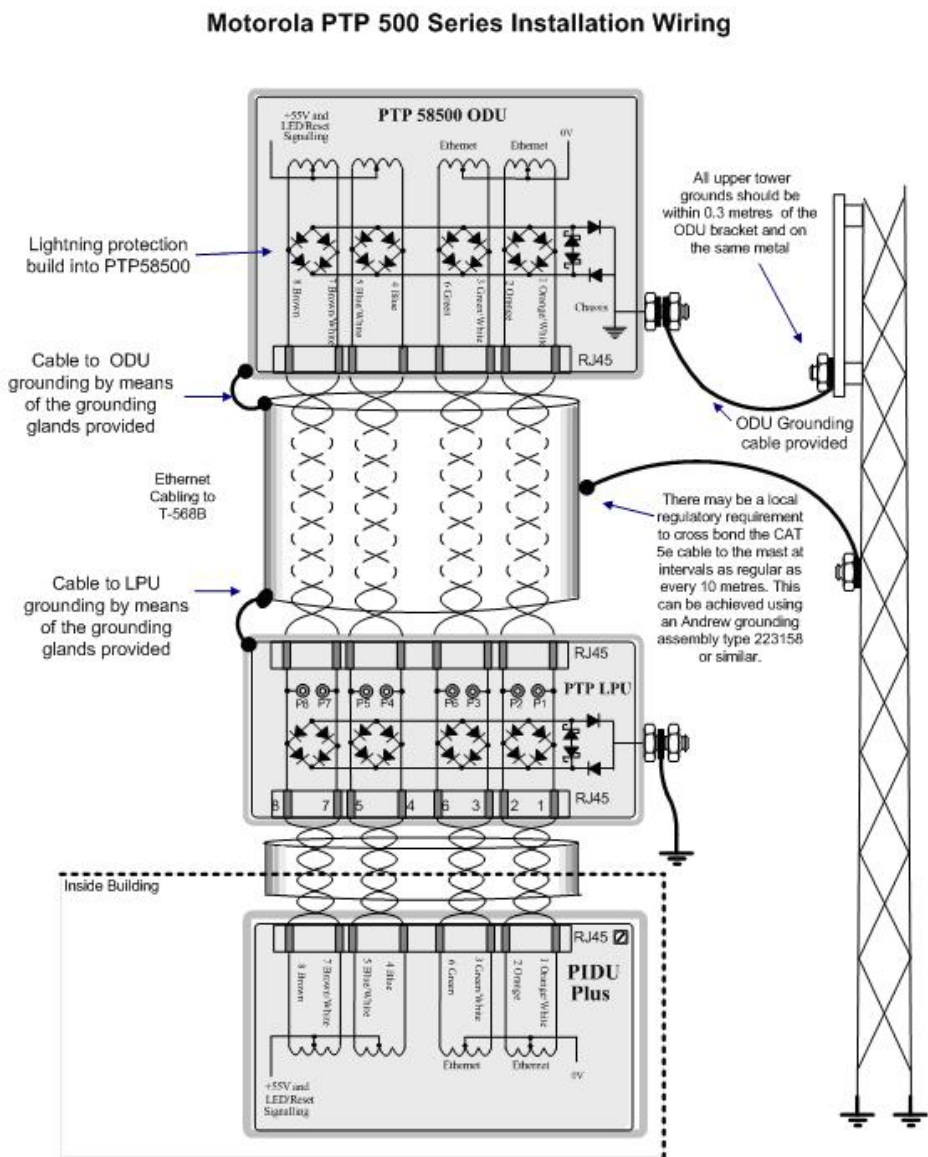 Motorola PTP 500 Series Installation Wiring
+55V and
LED/Reset
Signalling
PTP 58500 ODU
Ethernet
Ethernet
0V
Lightning protection
build into PTP58500
8 Brown
7 Brown/White
5 Blue/White
4 Blue
6 Green
3 Green/White
2 Orange
1 Orange/White
Chassis
RJ45
All upper tower
grounds should be
within 0.3 metres of the
ODU bracket and on
the same metal
Cable to ODU
grounding by means
of the grounding
glands provided
ODU Grounding
cable provided
Ethernet
Cabling to
T-568B
There may be a local
regulatory requirement
to cross bond the CAT
5e cable to the mast at
intervals as regular as
every 10 metres. This
can be achieved using
an Andrew grounding
assembly type 223158
or similar.
Cable to LPU
grounding by means
of the grounding
glands provided
RJ45
PTP LPU
P8 P7 P5 P4 P6 P3 P2 P1
8 7 5 4 6 3 2 1
RJ45
Inside Building
RJ45
PIDU
Plus
8 Brown
7 Brown/White
5 Blue/White
4 Blue
6 Green
3 Green/White
2 Orange
1 Orange/White
+55V and
LED/Reset
Signalling
Ethernet
Ethernet
0V